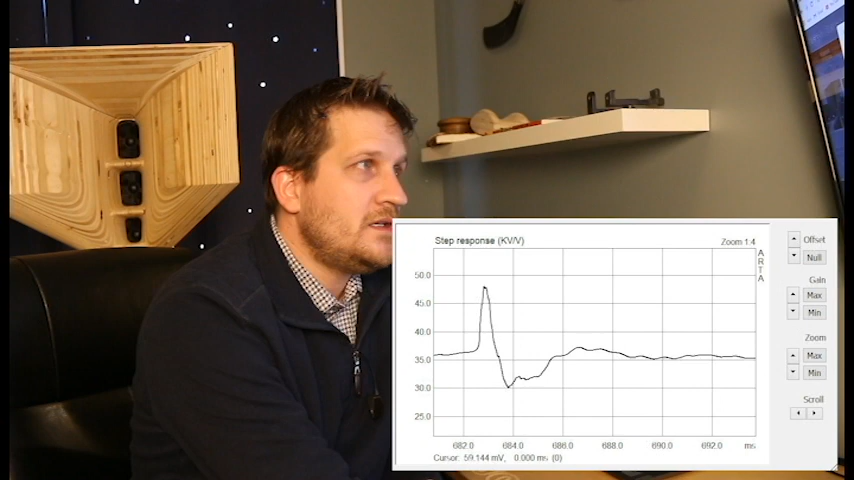 Step response (KV/V)
Zoom 1:4
A
R
T
A
Offset
Null
Gain
Max
Min
Zoom
Max
Min
Scroll
50.0
45.0
40.0
35.0
30.0
25.0
682.0 684.0 686.0 688.0 690.0 692.0 ms
Cursor: 59.144 mV, 0.000 ms (0)